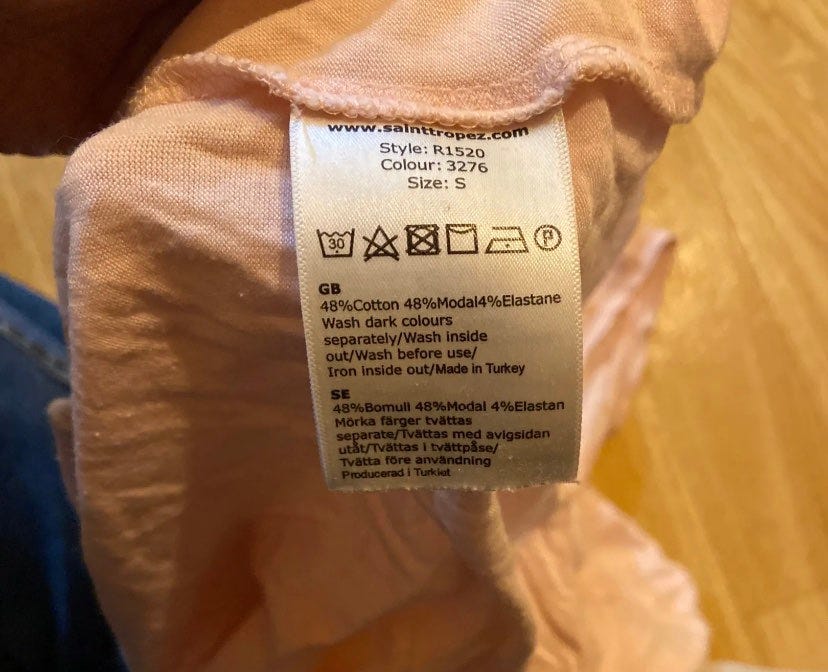 www.sainttropez.com
Style: R1520
Colour: 3276
Size: S
30 P
GB
48%Cotton 48%Modal4%Elastane
Wash dark colours
separately/Wash inside
out/Wash before use/
Iron inside out/Made in Turkey
SE
48%Bomull 48%Modal 4%Elastan
Mörka färger tvättas
separate/Tvättas med avigsidan
utåt/Tvättas i tvättpåse/
Tvätta före användning
Producerad i Turkiet